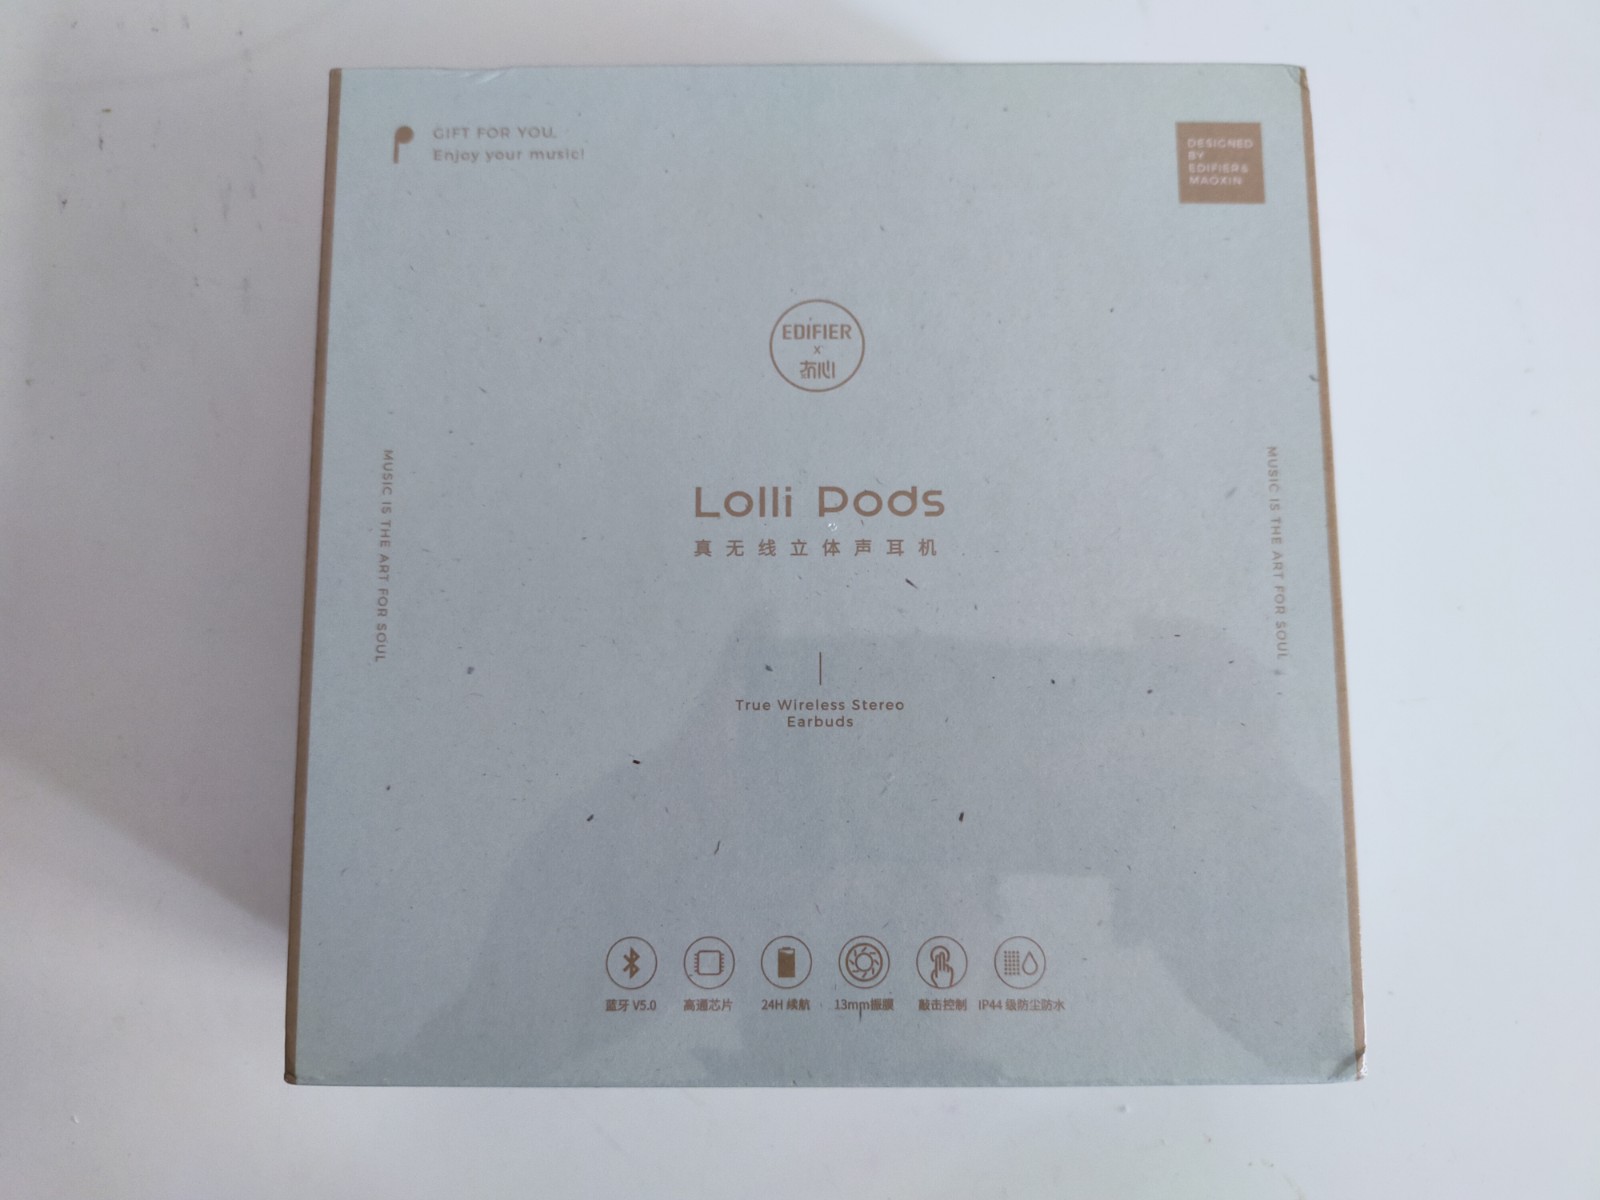 GIFT FOR YOU,
Enjoy your music!
DESIGNED
BY
EDIFIER&
MAOXIN
EDIFIER
x
冇心
MUSIC IS THE ART FOR SOUL
Lolli Pods
真无线立体声耳机
MUSIC IS THE ART FOR SOUL
True Wireless Stereo
Earbuds
蓝牙 V5.0
高通芯片
24H 续航
13mm振膜
敲击控制
IP44 级防尘防水